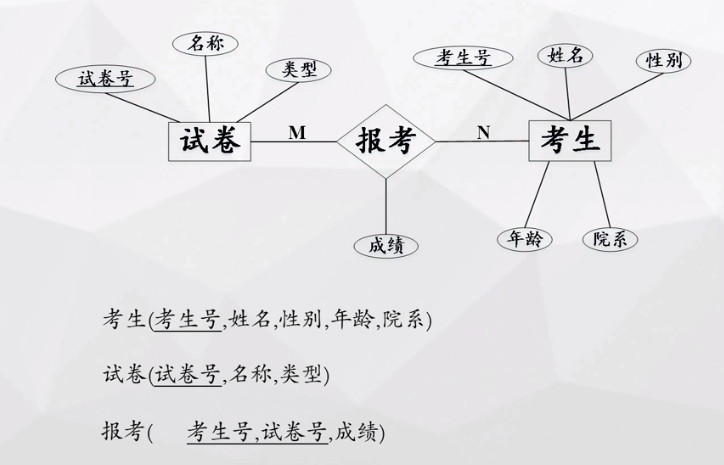 名称
类型
试卷号
试卷
M
报考
N
考生
考生号
姓名
性别
成绩
年龄
院系
考生(考生号,姓名,性别,年龄,院系)
试卷(试卷号,名称,类型)
报考( 考生号,试卷号,成绩)